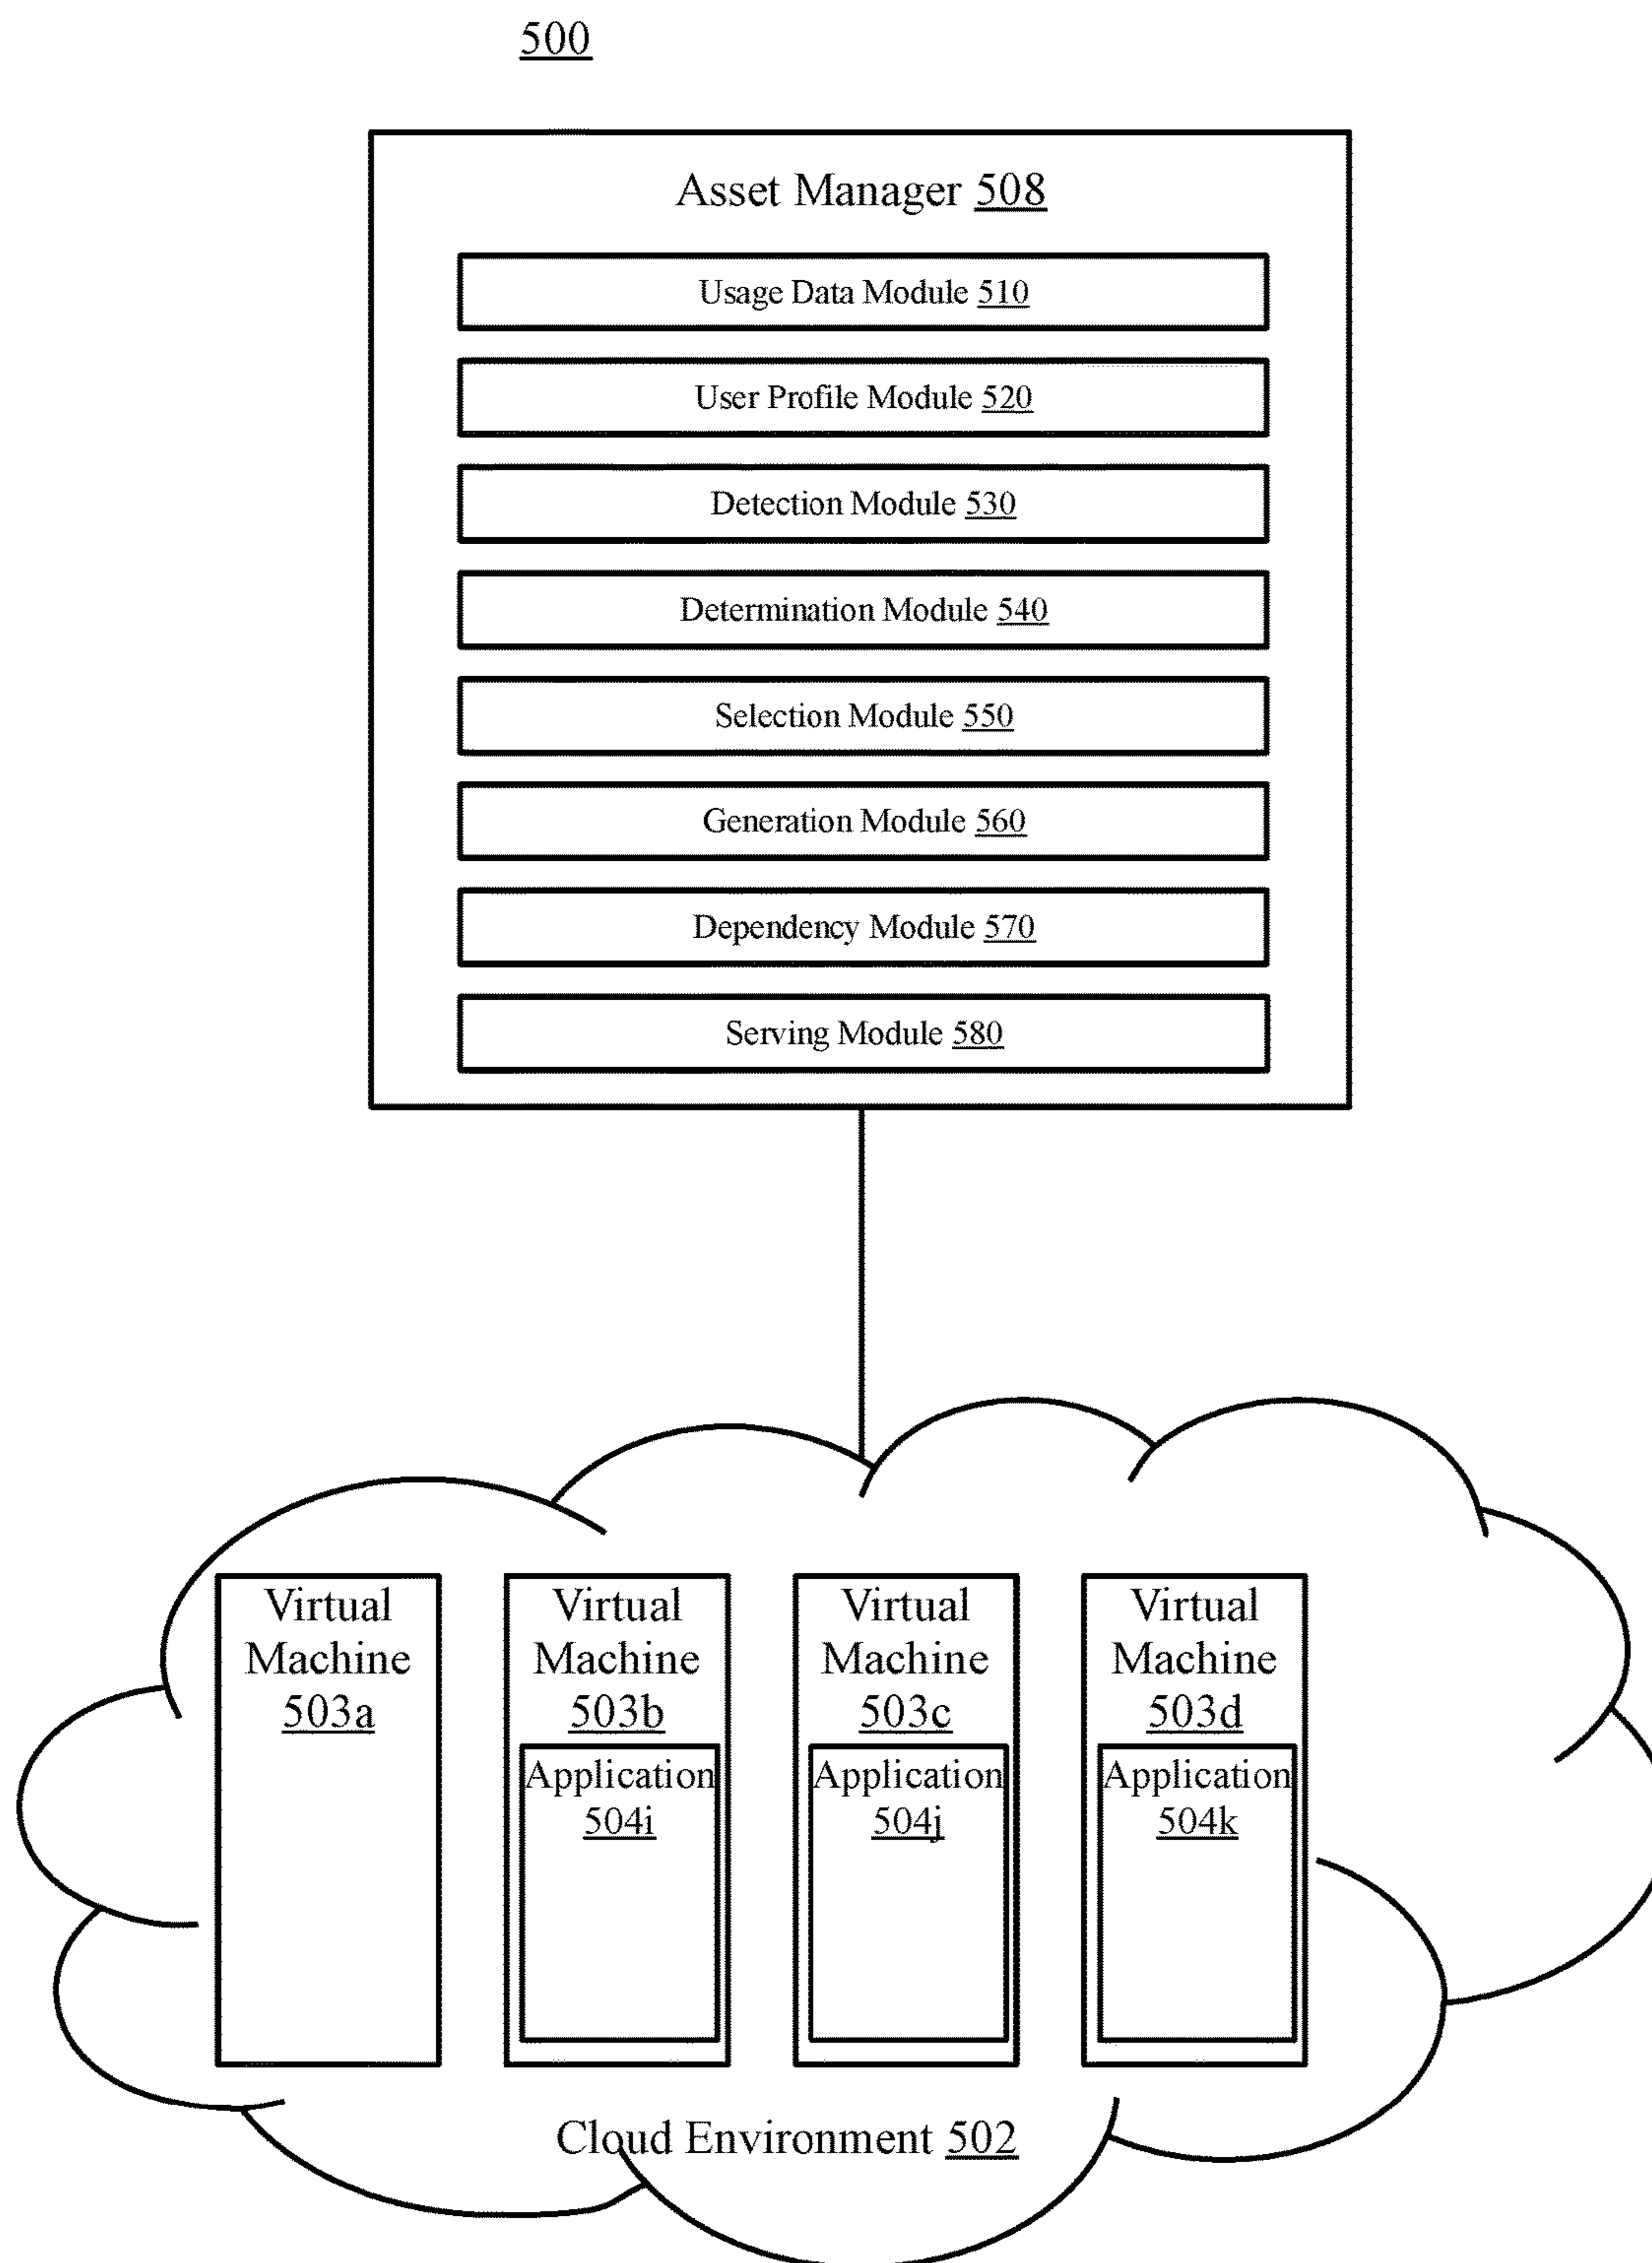 500
Asset Manager 508
Usage Data Module 510
User Profile Module 520
Detection Module 530
Determination Module 540
Selection Module 550
Generation Module 560
Dependency Module 570
Serving Module 580
Virtual
Machine
503a
Virtual
Machine
503b
Application
504i
Virtual
Machine
503c
Application
504j
Virtual
Machine
503d
Application
504k
Cloud Environment 502